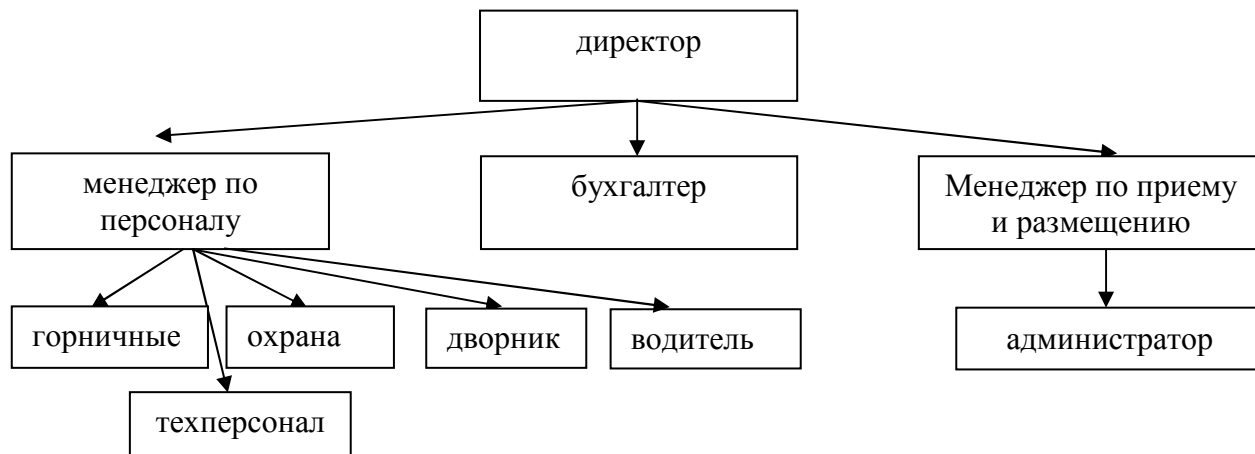 директор
менеджер по
персоналу
бухгалтер
Менеджер по приему
и размещению
горничные
охрана
дворник
водитель
администратор
техперсонал